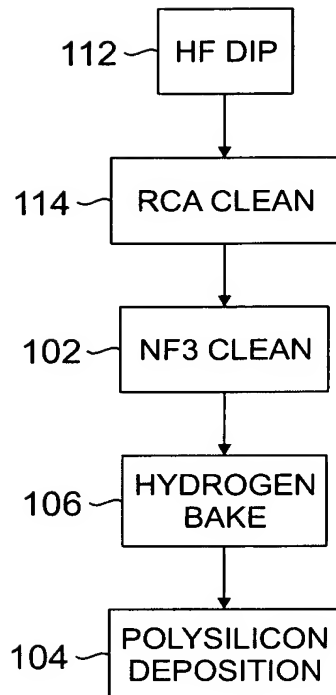 112 HF DIP
114 RCA CLEAN
102 NF3 CLEAN
106 HYDROGEN
BAKE
104 POLYSILICON
DEPOSITION